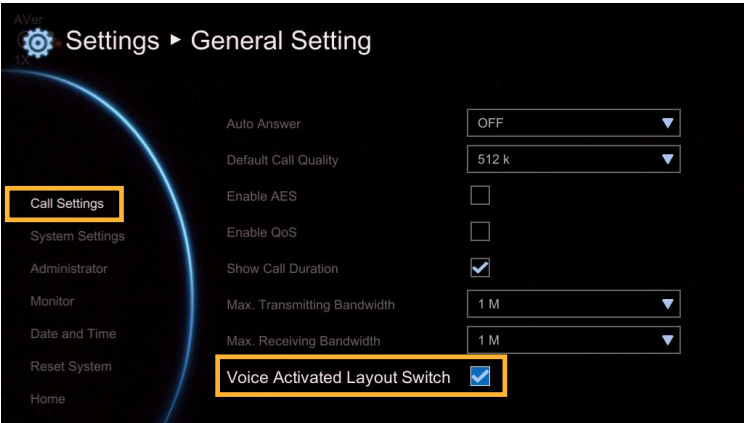 AVer
Settings ▸ General Setting
1X
Auto Answer OFF
Default Call Quality 512 k
Enable AES
Call Settings
Enable QoS
System Settings
Administrator
Show Call Duration
Monitor
Max. Transmitting Bandwidth 1 M
Date and Time
Max. Receiving Bandwidth 1 M
Reset System
Voice Activated Layout Switch
Home